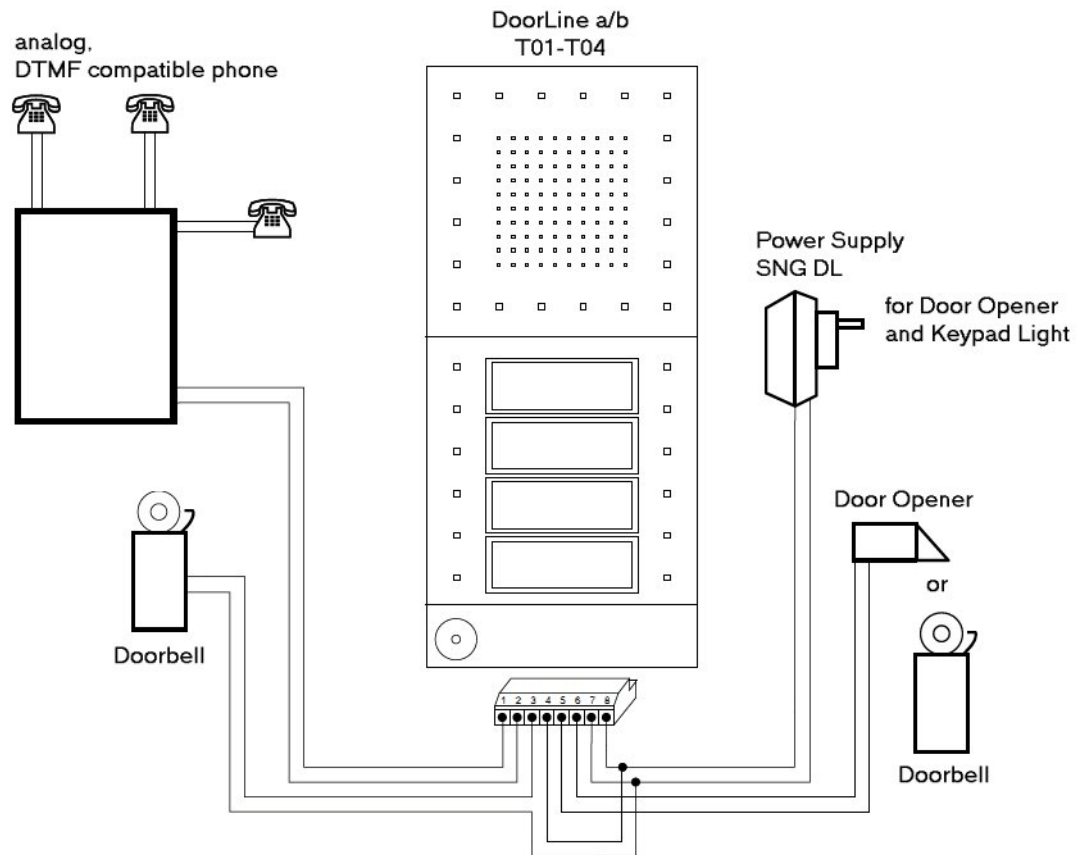 DoorLine a/b
T01-T04
analog,
DTMF compatible phone
Power Supply
SNG DL
for Door Opener
and Keypad Light
Door Opener
or
Doorbell
Doorbell
1 2 3 4 5 6 7 8